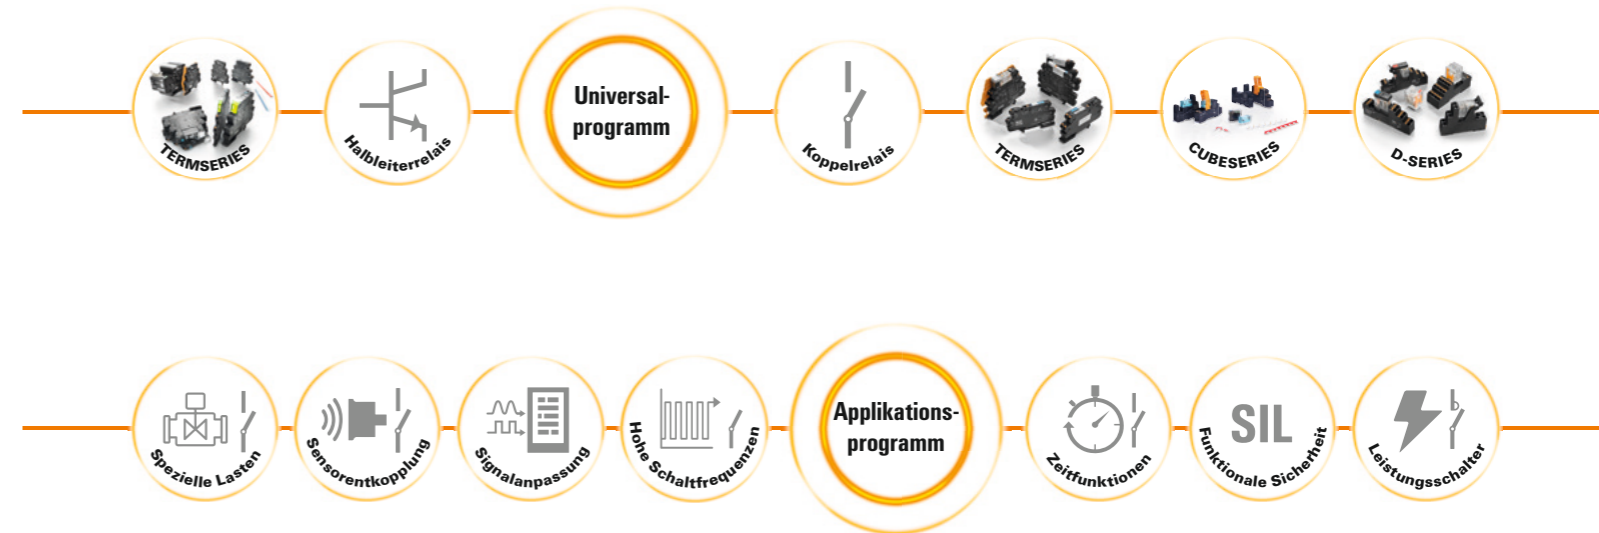 TERMSERIES
Halbleiterrelais
Universal-
programm
Koppelrelais
TERMSERIES
CUBESERIES
D-SERIES
Spezielle Lasten
Sensorentkopplung
Signalanpassung
Hohe Schaltfrequenzen
Applikations-
programm
Zeitfunktionen
SIL
Funktionale Sicherheit
Leistungsschalter